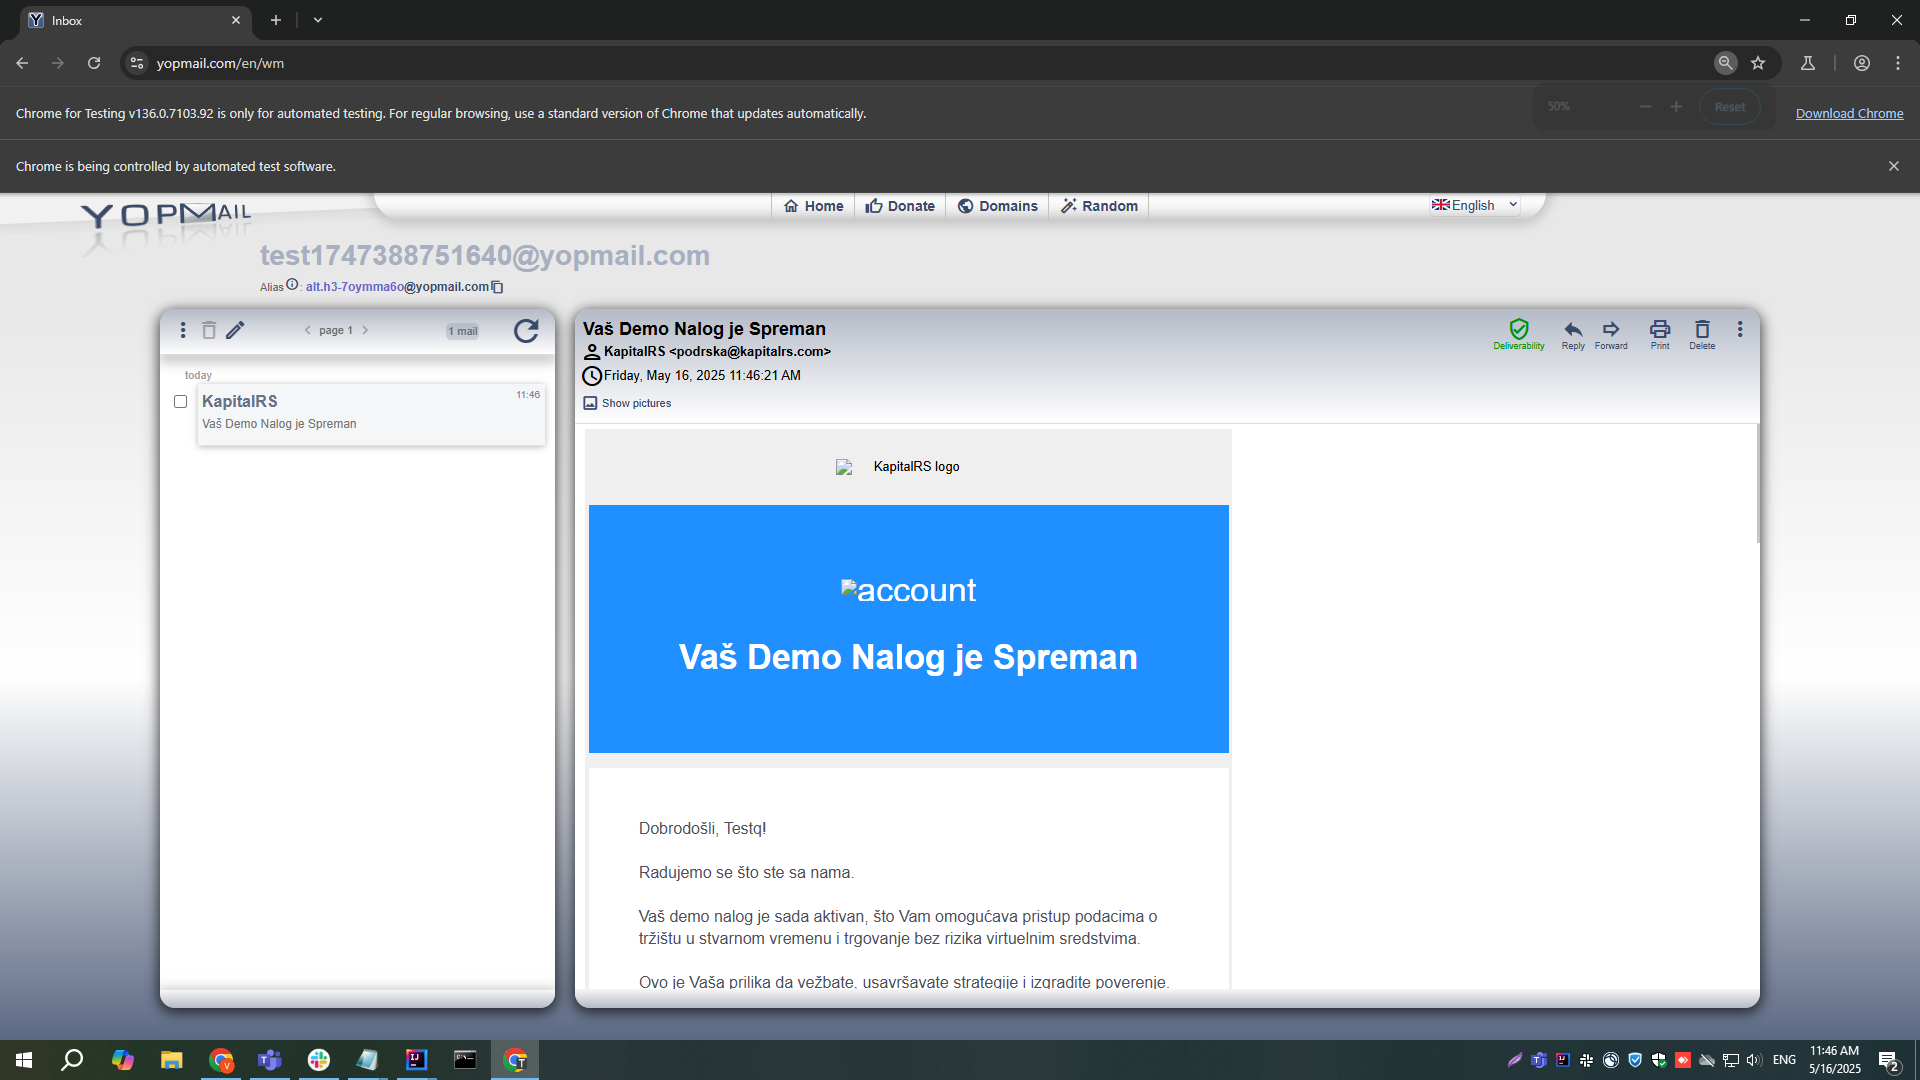 Inbox
yopmail.com/en/wm
Chrome for Testing v136.0.7103.92 is only for automated testing. For regular browsing, use a standard version of Chrome that updates automatically.
50%
Reset
Download Chrome
Chrome is being controlled by automated test software.
YOPMAIL
Home
Donate
Domains
Random
English
test1747388751640@yopmail.com
Alias : alt.h3-7oymma6o@yopmail.com
page 1
1 mail
today
KapitalRS
11:46
Vaš Demo Nalog je Spreman
Vaš Demo Nalog je Spreman
KapitalRS <podrska@kapitalrs.com>
Friday, May 16, 2025 11:46:21 AM
Show pictures
Deliverability
Reply
Forward
Print
Delete
KapitalRS logo
account
Vaš Demo Nalog je Spreman
Dobrodošli, Testq!
Radujemo se što ste sa nama.
Vaš demo nalog je sada aktivan, što Vam omogućava pristup podacima o
tržištu u stvarnom vremenu i trgovanje bez rizika virtuelnim sredstvima.
Ovo je Vaša prilika da vežbate, usavršavate strategije i izgradite poverenje.
ENG
11:46 AM
5/16/2025
2